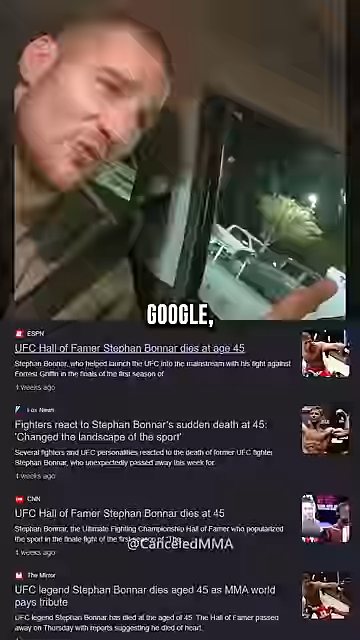 GOOGLE,
ESPN
UFC Hall of Famer Stephan Bonnar dies at age 45
Stephan Bonnar, who helped launch the UFC into the mainstream with his fight against
Forrest Griffin in the finals of the first season of
4 weeks ago
Fox News
Fighters react to Stephan Bonnar's sudden death at 45:
'Changed the landscape of the sport'
Several fighters and UFC personalities reacted to the death of former UFC fighter
Stephan Bonnar, who unexpectedly passed away this week for
4 weeks ago
CNN
UFC Hall of Famer Stephan Bonnar dies at 45
Stephan Bonnar, the Ultimate Fighting Championship Hall of Famer who popularized
the sport in the finale fight of the first season of "The
@CanceledMMA
4 weeks ago
The Mirror
UFC legend Stephan Bonnar dies aged 45 as MMA world
pays tribute
UFC legend Stephan Bonnar has died at the aged of 45. The Hall of Famer passed
away on Thursday with reports suggesting he died of heart